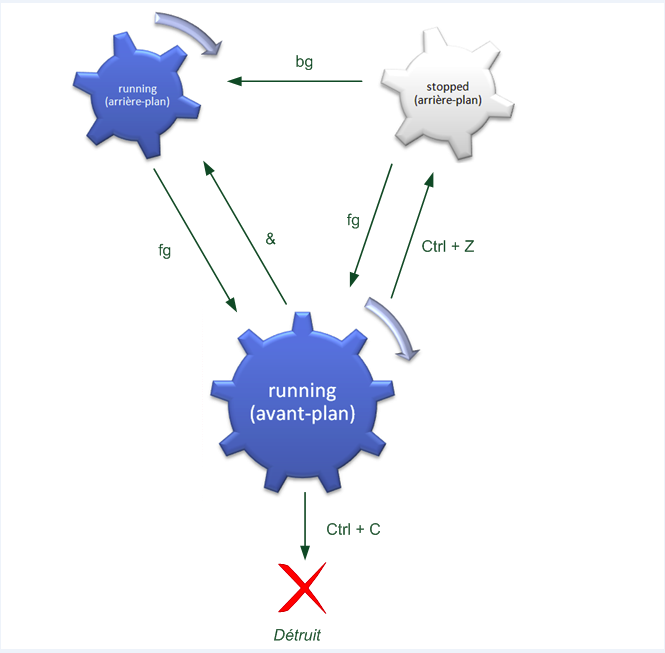 running
(arrière-plan)
bg
stopped
(arrière-plan)
fg
&
fg
Ctrl + Z
running
(avant-plan)
Ctrl + C
Détruit